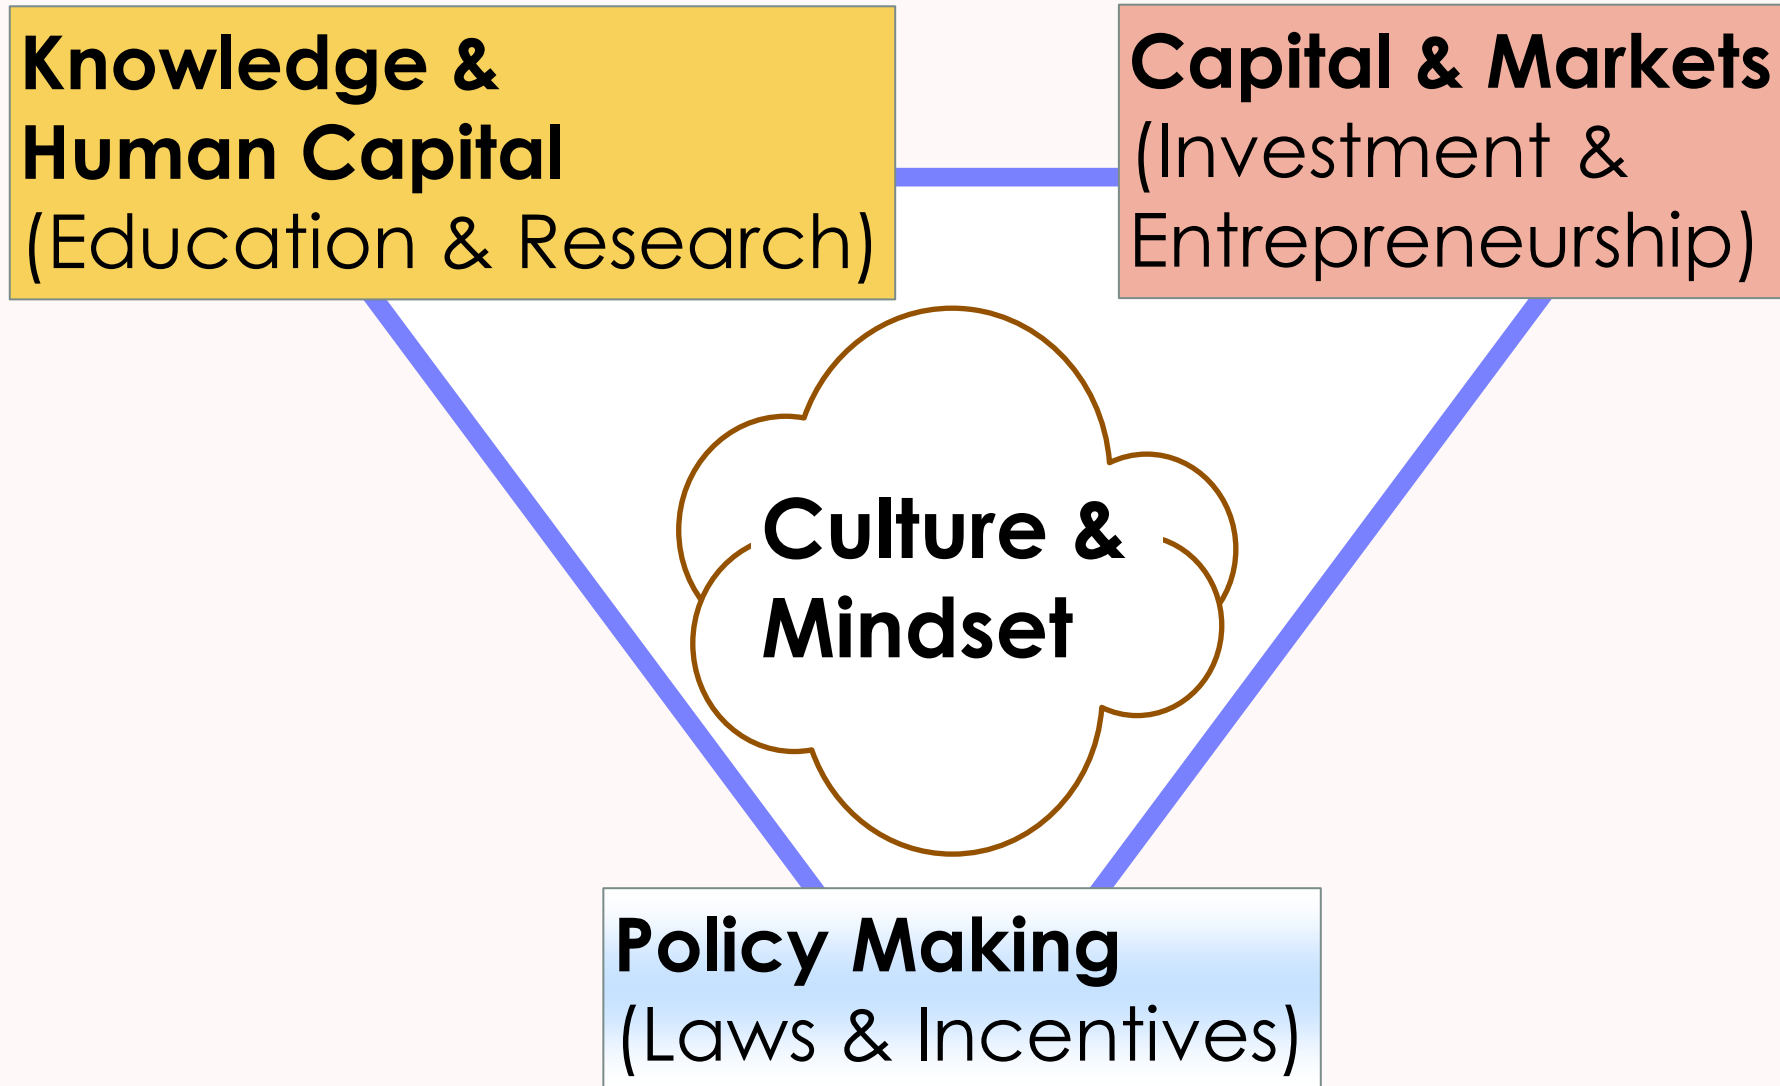 Knowledge &
Human Capital
(Education & Research)
Capital & Markets
(Investment &
Entrepreneurship)
Culture &
Mindset
Policy Making
(Laws & Incentives)